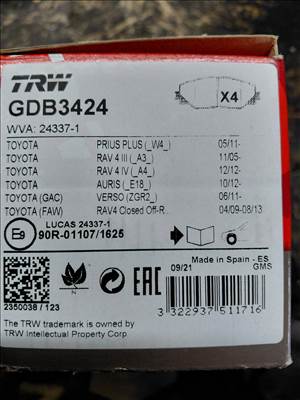 TRW
GDB3424
X4
WVA: 24337-1
TOYOTA PRIUS PLUS (_W4_) 05/11-
TOYOTA RAV 4 III (_A3_) 11/05-
TOYOTA RAV 4 IV (_A4_) 12/12-
TOYOTA AURIS (_E18_) 10/12-
TOYOTA (GAC) VERSO (ZGR2_) 06/11-
TOYOTA (FAW) RAV4 Closed Off-R.. 04/09-08/13
LUCAS 24337-1
E9 90R-01107/1625
Made in Spain - ES
09/21 GMS
N
EAC
2350038 / 123
3 322937 511716
The TRW trademark is owned by
TRW Intellectual Property Corp